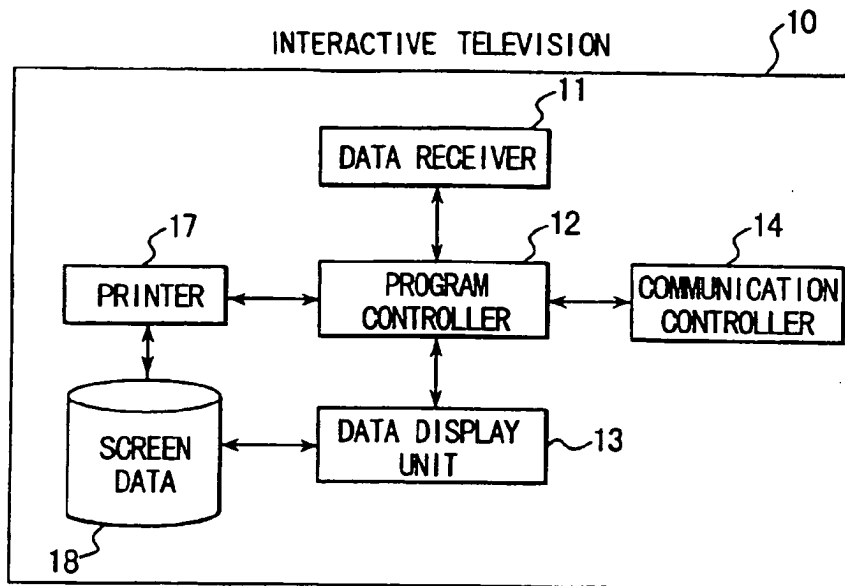 INTERACTIVE TELEVISION
10
11
DATA RECEIVER
17
12
14
PRINTER
PROGRAM
CONTROLLER
COMMUNICATION
CONTROLLER
SCREEN
DATA
DATA DISPLAY
UNIT
13
18